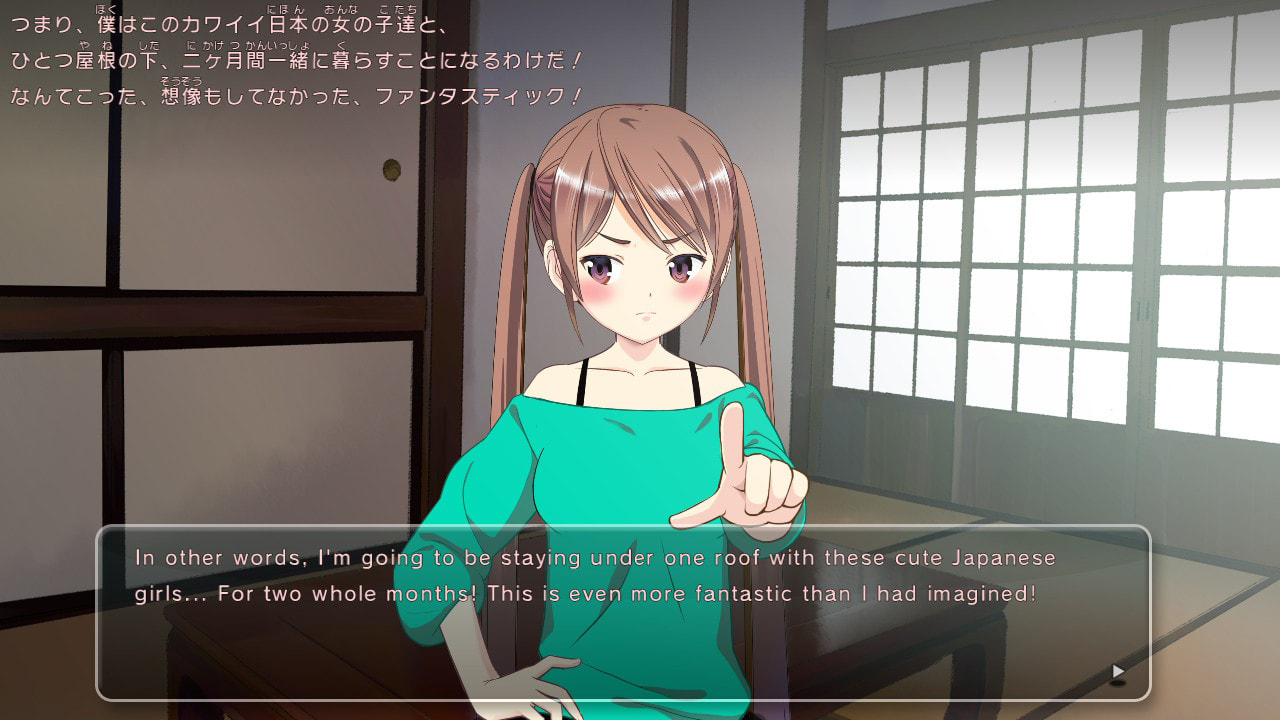 つまり、僕はこのカワイイ日本の女の子達と、
ひとつ屋根の下、二ヶ月間一緒に暮らすことになるわけだ！
なんてこった、想像もしてなかった、ファンタスティック！
In other words, I'm going to be staying under one roof with these cute Japanese
girls... For two whole months! This is even more fantastic than I had imagined!